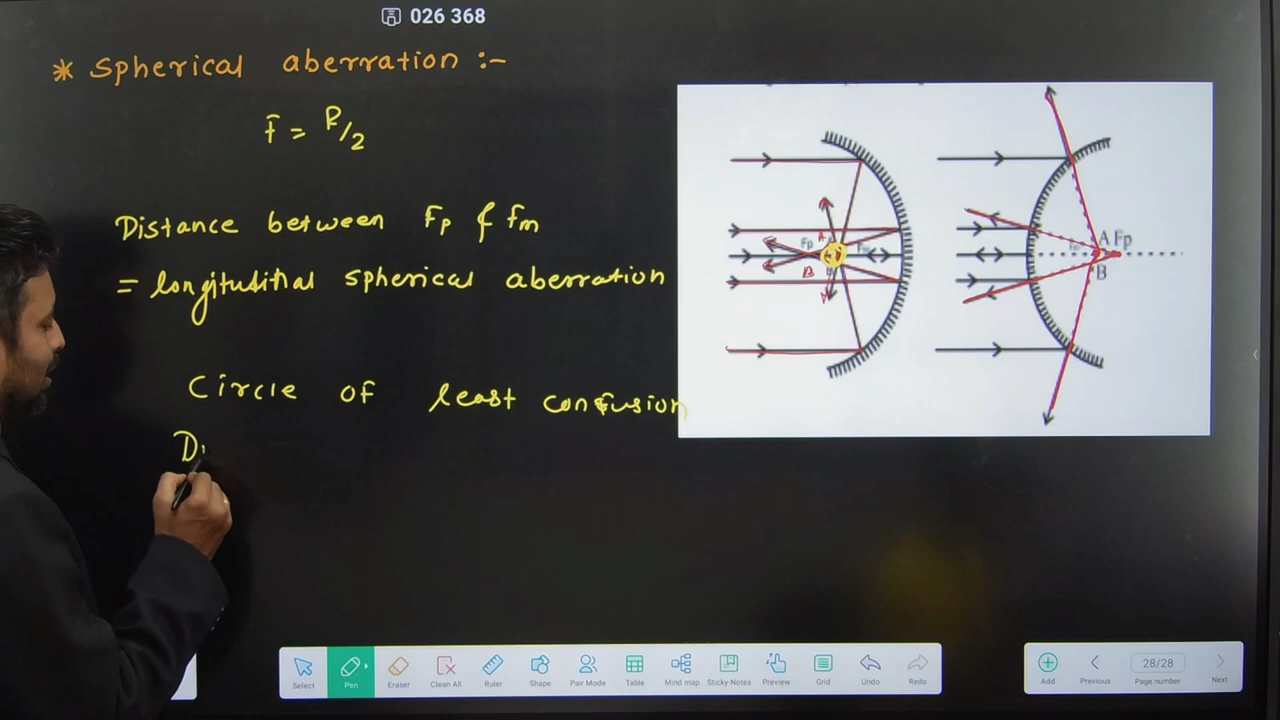 026 368
* Spherical aberration :-
F = R/2
Distance between Fp & Fm
= longitudinal spherical aberration
Circle of least confusion
Di
Fp
A
Fm
B
A Fp
Fm
B
Select
Pen
Eraser
Clean All
Ruler
Shape
Pair Mode
Table
Mind map
Sticky-Notes
Preview
Grid
Undo
Redo
Add
Previous
28/28
Page number
Next